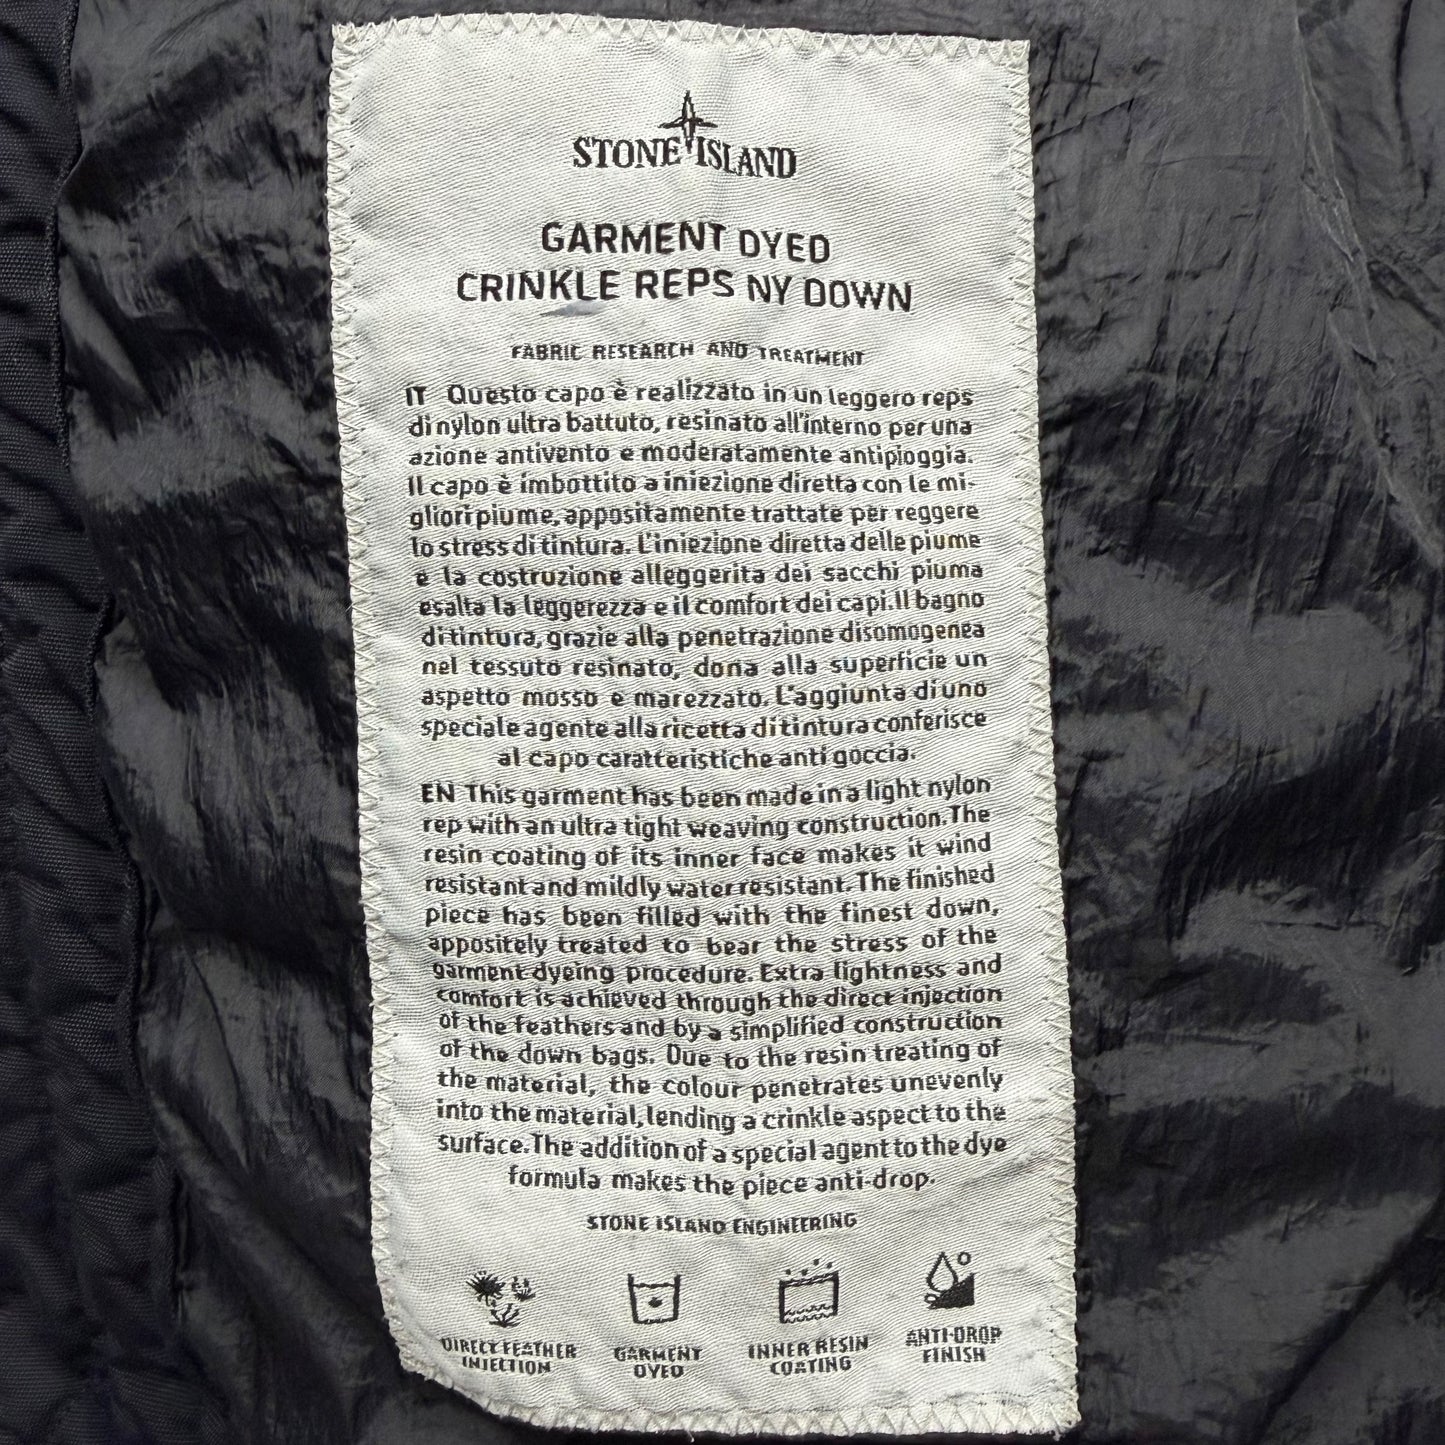 STONE ISLAND
GARMENT DYED
CRINKLE REPS NY DOWN
FABRIC RESEARCH AND TREATMENT
IT Questo capo è realizzato in un leggero reps
di nylon ultra battuto, resinato all'interno per una
azione antivento e moderatamente antipioggia.
Il capo è imbottito a iniezione diretta con le mi-
gliori piume, appositamente trattate per reggere
lo stress di tintura. L'iniezione diretta delle piume
e la costruzione alleggerita dei sacchi piuma
esalta la leggerezza e il comfort dei capi. Il bagno
di tintura, grazie alla penetrazione disomogenea
nel tessuto resinato, dona alla superficie un
aspetto mosso e marezzato. L'aggiunta di uno
speciale agente alla ricetta di tintura conferisce
al capo caratteristiche anti goccia.
EN This garment has been made in a light nylon
rep with an ultra tight weaving construction. The
resin coating of its inner face makes it wind
resistant and mildly water resistant. The finished
piece has been filled with the finest down,
appositely treated to bear the stress of the
garment dyeing procedure. Extra lightness and
comfort is achieved through the direct injection
of the feathers and by a simplified construction
of the down bags. Due to the resin treating of
the material, the colour penetrates unevenly
into the material, lending a crinkle aspect to the
surface. The addition of a special agent to the dye
formula makes the piece anti-drop.
STONE ISLAND ENGINEERING
DIRECT FEATHER
INJECTION
GARMENT
DYED
INNER RESIN
COATING
ANTI-DROP
FINISH